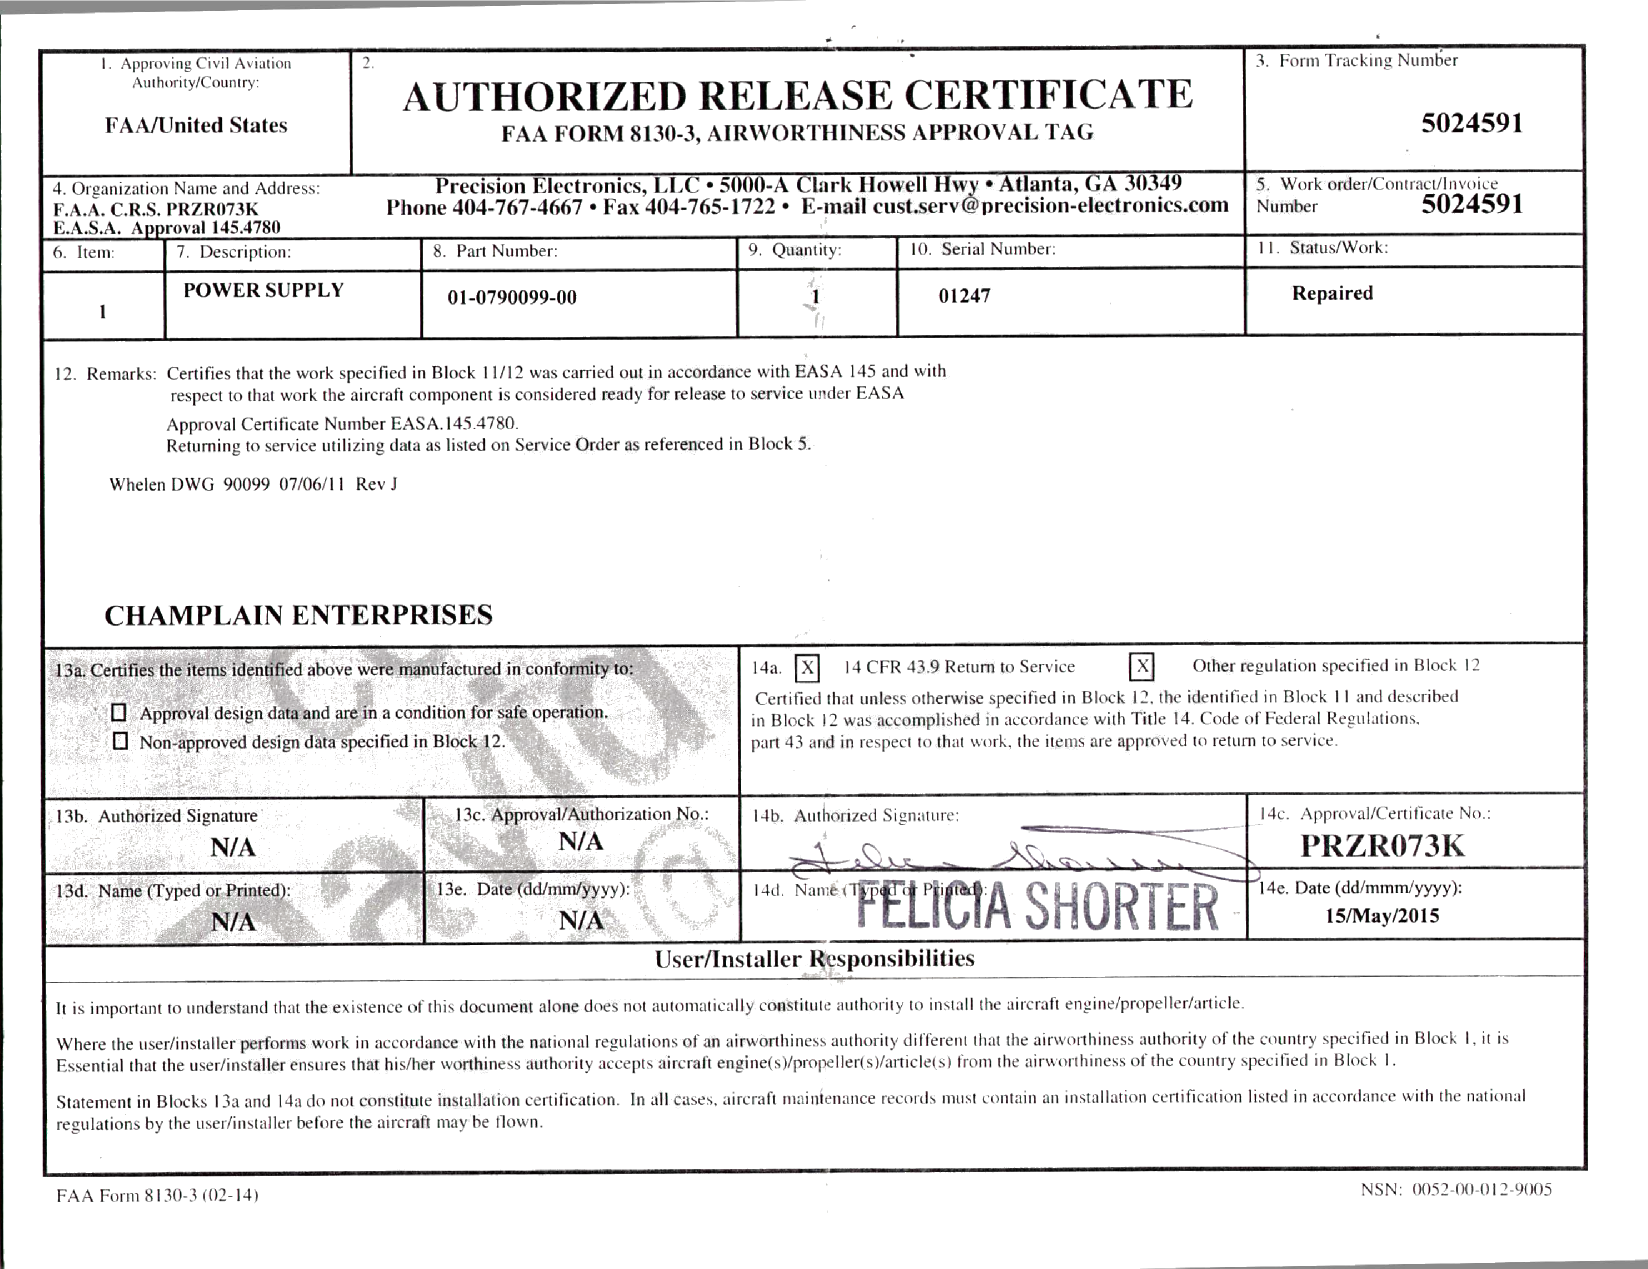 1. Approving Civil Aviation
Authority/Country:
FAA/United States
2.
AUTHORIZED RELEASE CERTIFICATE
FAA FORM 8130-3, AIRWORTHINESS APPROVAL TAG
3. Form Tracking Number
5024591
4. Organization Name and Address:
F.A.A. C.R.S. PRZR073K
E.A.S.A. Approval 145.4780
Precision Electronics, LLC • 5000-A Clark Howell Hwy • Atlanta, GA 30349
Phone 404-767-4667 • Fax 404-765-1722 • E-mail cust.serv@precision-electronics.com
5. Work order/Contract/Invoice
Number 5024591
6. Item:
7. Description:
8. Part Number:
9. Quantity:
10. Serial Number:
11. Status/Work:
1
POWER SUPPLY
01-0790099-00
1
01247
Repaired
12. Remarks: Certifies that the work specified in Block 11/12 was carried out in accordance with EASA 145 and with
respect to that work the aircraft component is considered ready for release to service under EASA
Approval Certificate Number EASA.145.4780.
Returning to service utilizing data as listed on Service Order as referenced in Block 5.
Whelen DWG 90099 07/06/11 Rev J
CHAMPLAIN ENTERPRISES
13a. Certifies the items identified above were manufactured in conformity to:
Approval design data and are in a condition for safe operation.
Non-approved design data specified in Block 12.
14a. X 14 CFR 43.9 Return to Service X Other regulation specified in Block 12
Certified that unless otherwise specified in Block 12, the identified in Block 11 and described
in Block 12 was accomplished in accordance with Title 14. Code of Federal Regulations,
part 43 and in respect to that work, the items are approved to return to service.
13b. Authorized Signature
N/A
13c. Approval/Authorization No.:
N/A
14b. Authorized Signature:
Felicia Shorter
14c. Approval/Certificate No.:
PRZR073K
13d. Name (Typed or Printed):
N/A
13e. Date (dd/mm/yyyy):
N/A
14d. Name (Typed or Printed):
FELICIA SHORTER
14e. Date (dd/mmm/yyyy):
15/May/2015
User/Installer Responsibilities
It is important to understand that the existence of this document alone does not automatically constitute authority to install the aircraft engine/propeller/article.
Where the user/installer performs work in accordance with the national regulations of an airworthiness authority different that the airworthiness authority of the country specified in Block 1, it is
Essential that the user/installer ensures that his/her worthiness authority accepts aircraft engine(s)/propeller(s)/article(s) from the airworthiness of the country specified in Block 1.
Statement in Blocks 13a and 14a do not constitute installation certification. In all cases, aircraft maintenance records must contain an installation certification listed in accordance with the national
regulations by the user/installer before the aircraft may be flown.
FAA Form 8130-3 (02-14)
NSN: 0052-00-012-9005